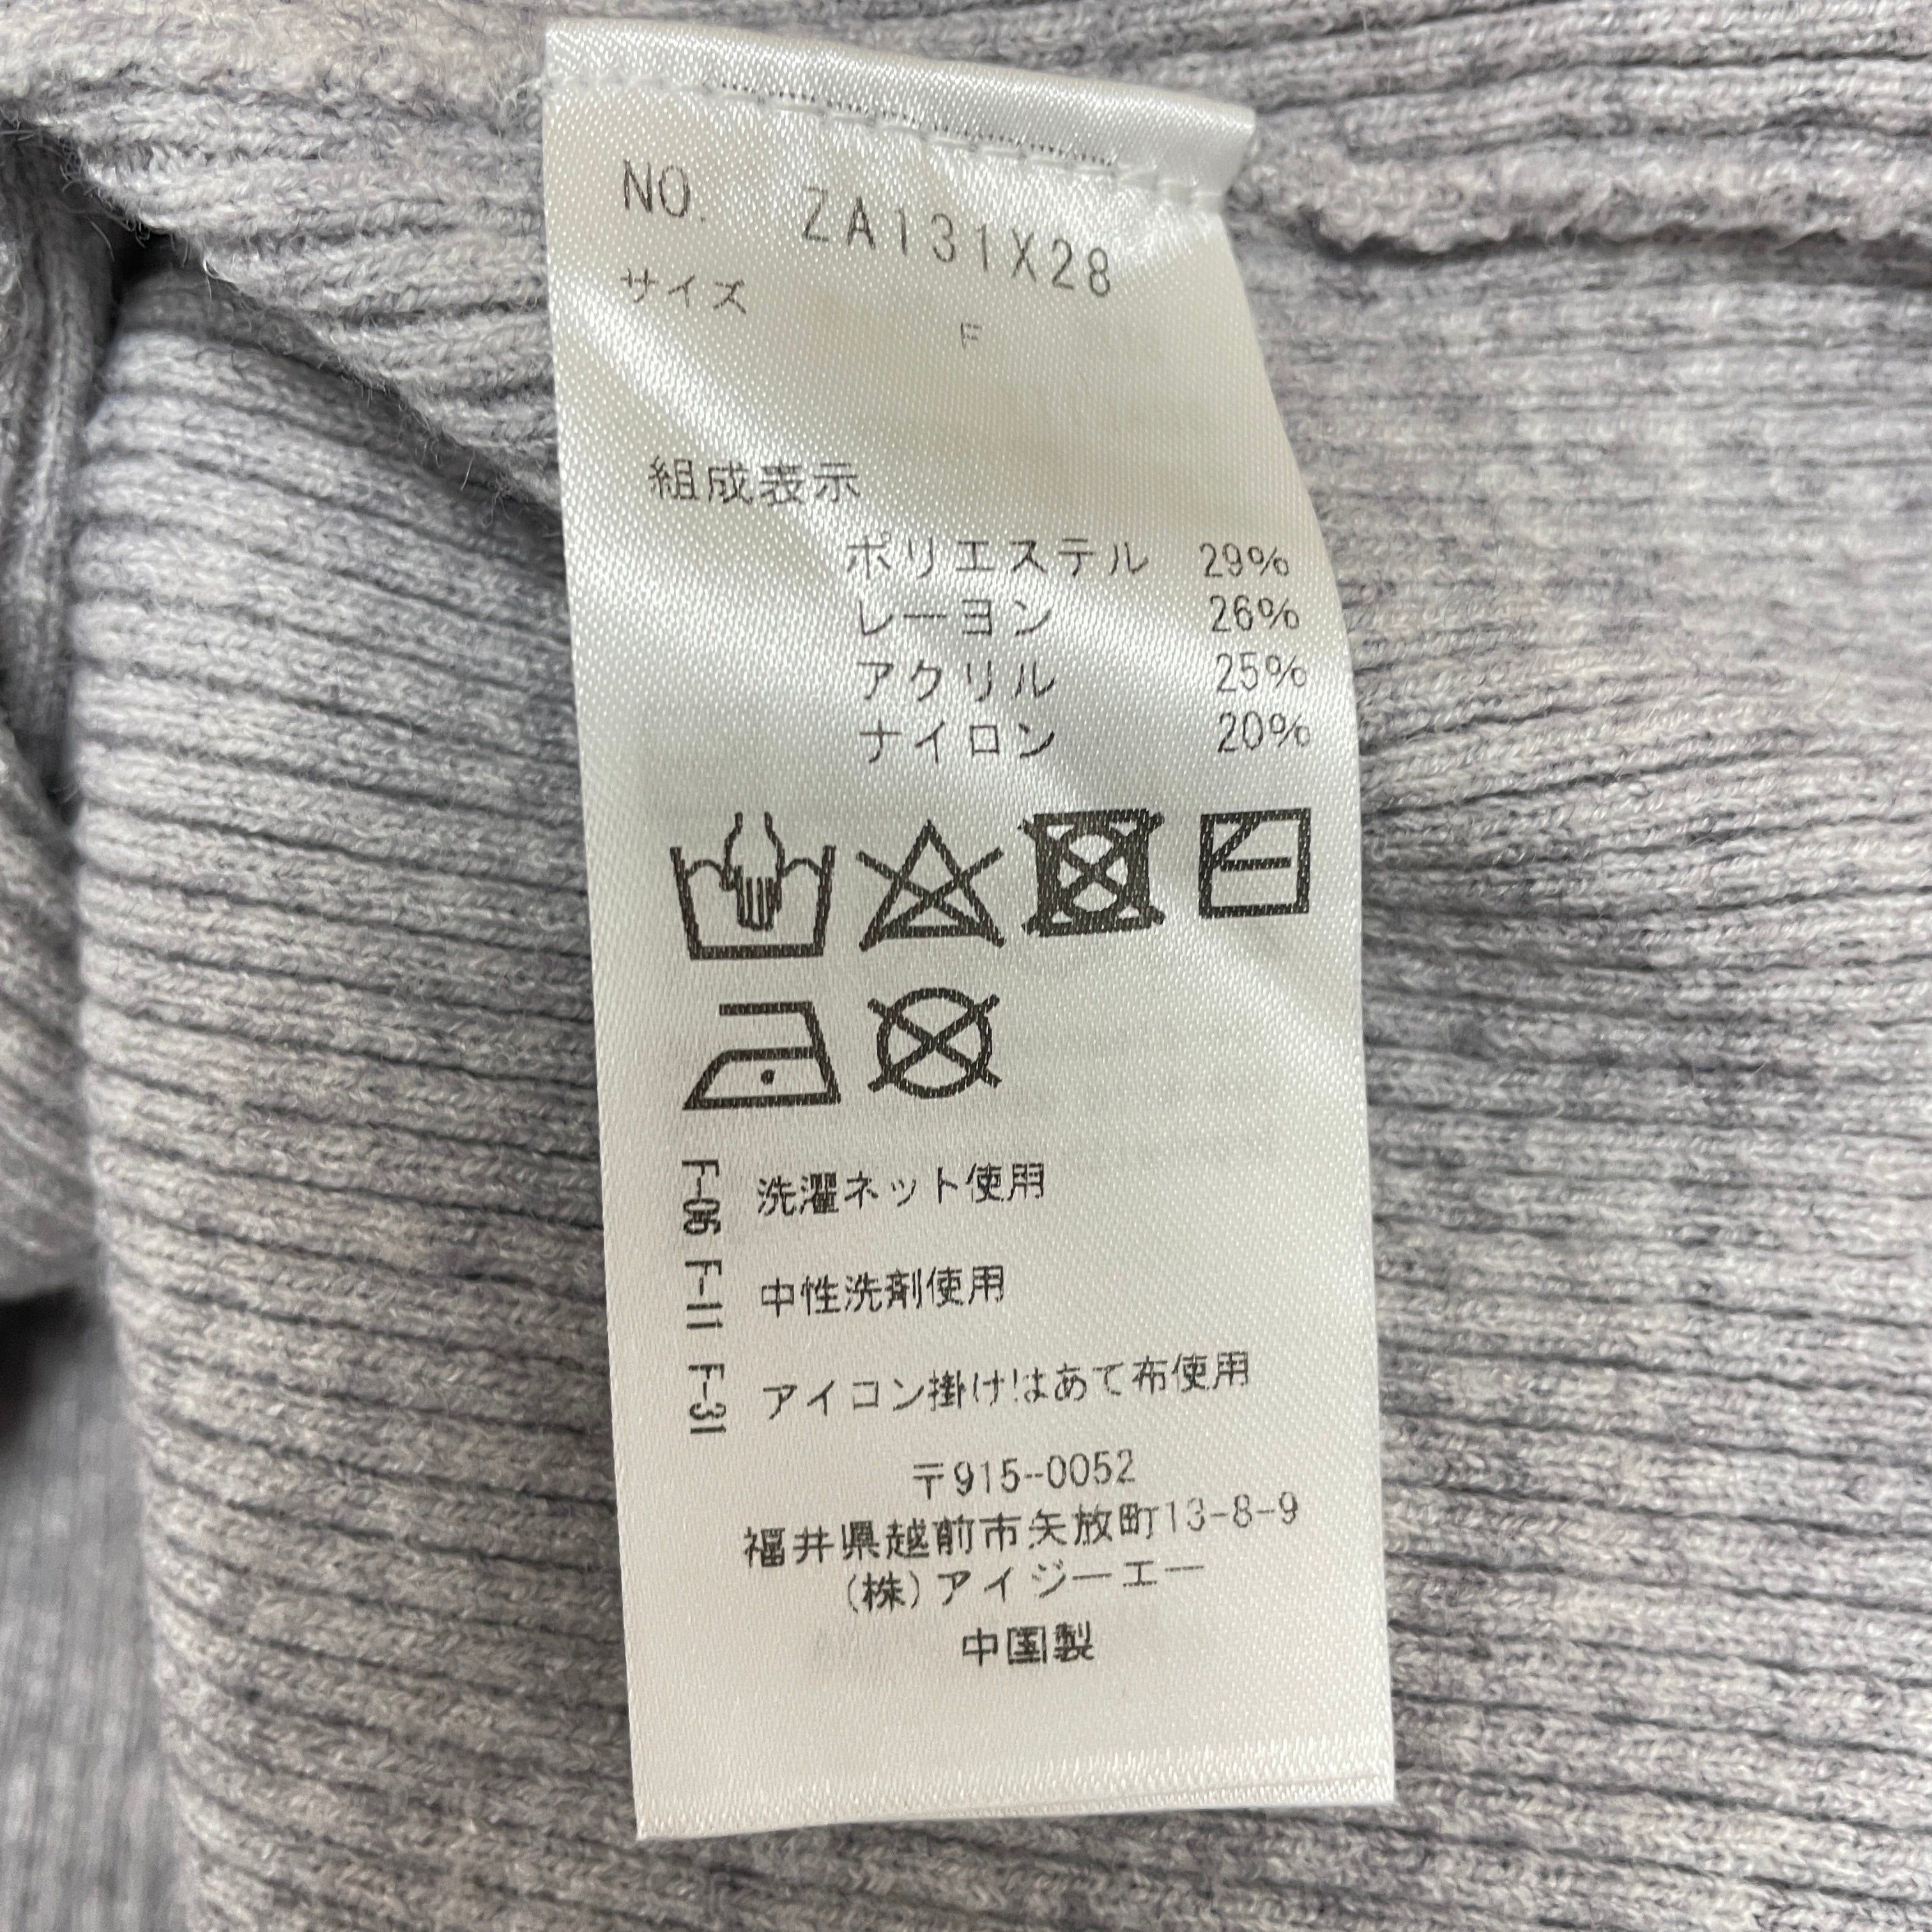 NO. ZA131X28
サイズ F
組成表示
ポリエステル 29%
レーヨン 26%
アクリル 25%
ナイロン 20%
F-06 洗濯ネット使用
F-11 中性洗剤使用
F-31 アイロン掛けはあて布使用
〒915-0052
福井県越前市矢放町13-8-9
(株)アイジーエー
中国製